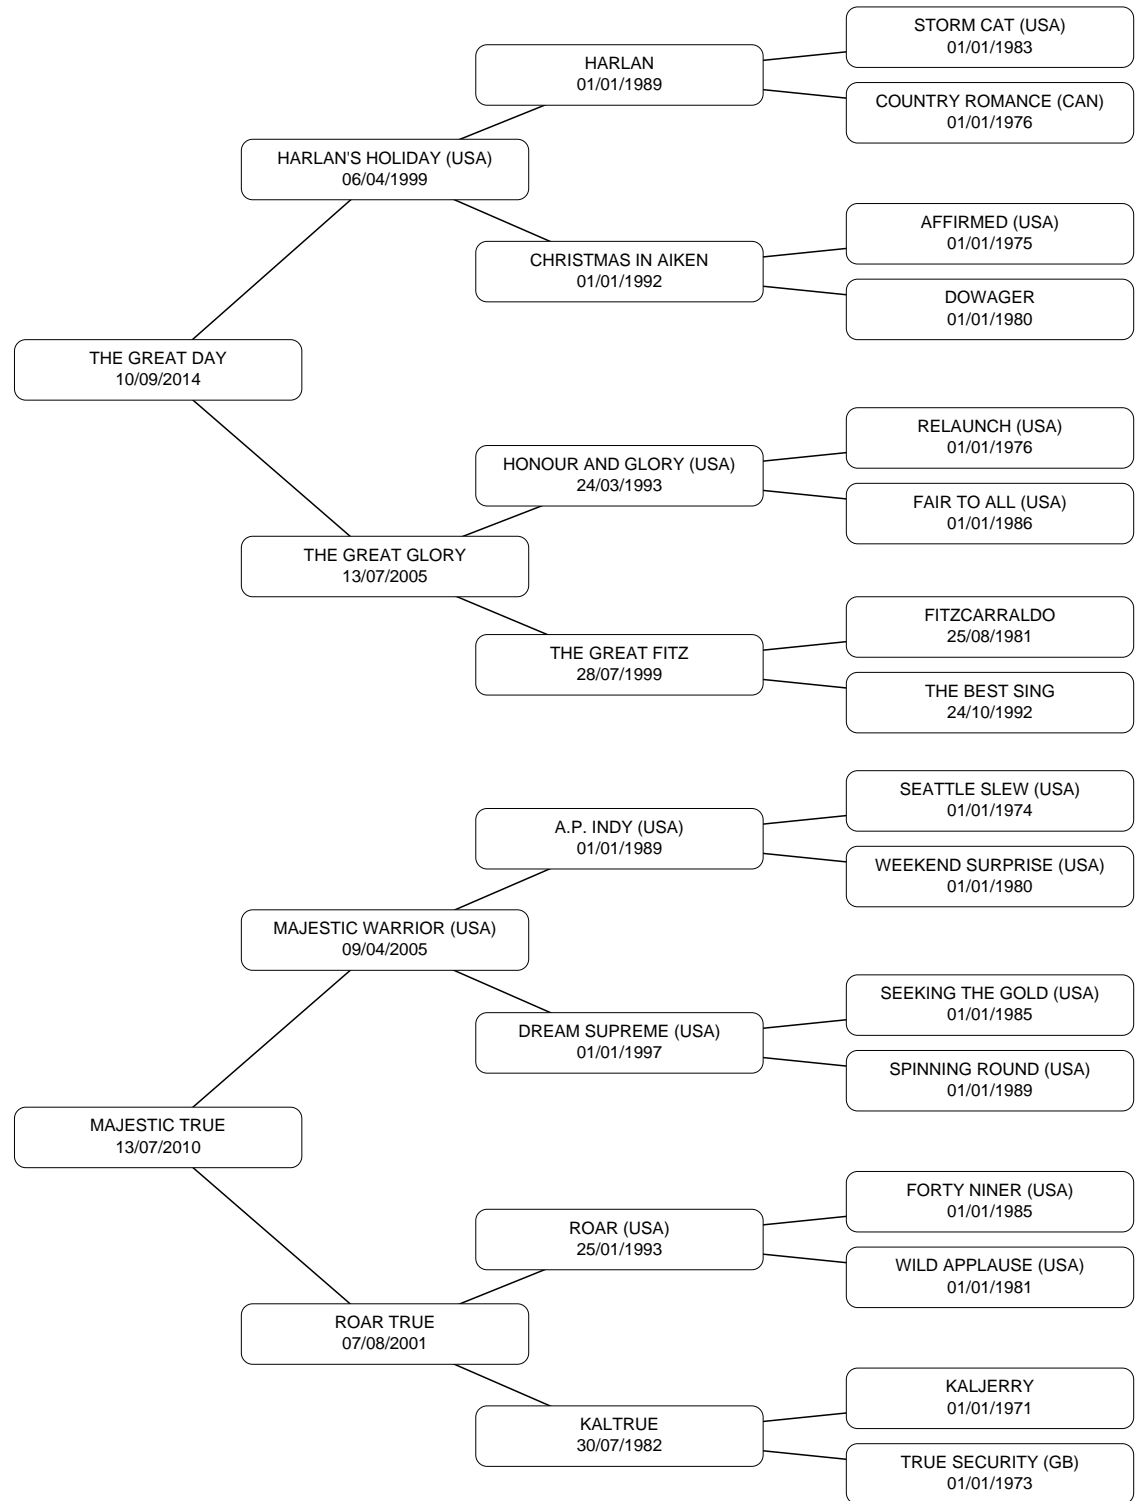 STORM CAT (USA)
01/01/1983
HARLAN
01/01/1989
COUNTRY ROMANCE (CAN)
01/01/1976
HARLAN'S HOLIDAY (USA)
06/04/1999
AFFIRMED (USA)
01/01/1975
CHRISTMAS IN AIKEN
01/01/1992
DOWAGER
01/01/1980
THE GREAT DAY
10/09/2014
RELAUNCH (USA)
01/01/1976
HONOUR AND GLORY (USA)
24/03/1993
FAIR TO ALL (USA)
01/01/1986
THE GREAT GLORY
13/07/2005
FITZCARRALDO
25/08/1981
THE GREAT FITZ
28/07/1999
THE BEST SING
24/10/1992
SEATTLE SLEW (USA)
01/01/1974
A.P. INDY (USA)
01/01/1989
WEEKEND SURPRISE (USA)
01/01/1980
MAJESTIC WARRIOR (USA)
09/04/2005
SEEKING THE GOLD (USA)
01/01/1985
DREAM SUPREME (USA)
01/01/1997
SPINNING ROUND (USA)
01/01/1989
MAJESTIC TRUE
13/07/2010
FORTY NINER (USA)
01/01/1985
ROAR (USA)
25/01/1993
WILD APPLAUSE (USA)
01/01/1981
ROAR TRUE
07/08/2001
KALJERRY
01/01/1971
KALTRUE
30/07/1982
TRUE SECURITY (GB)
01/01/1973